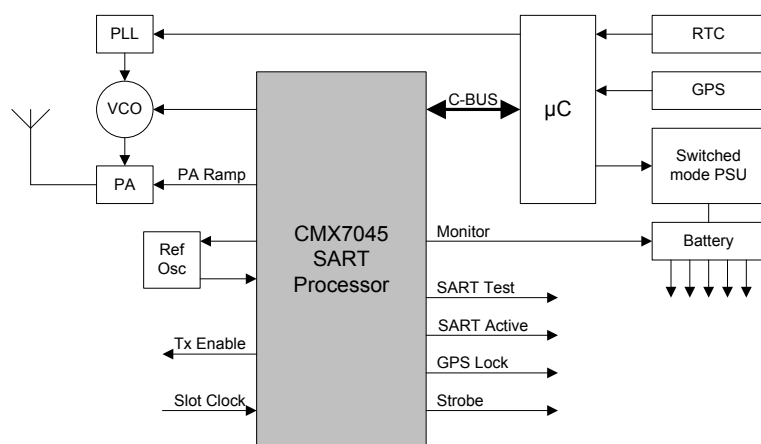 PLL
RTC
VCO
C-BUS
µC
GPS
PA
PA Ramp
Switched
mode PSU
CMX7045
SART
Processor
Ref
Osc
Monitor
Battery
SART Test
SART Active
Tx Enable
GPS Lock
Slot Clock
Strobe